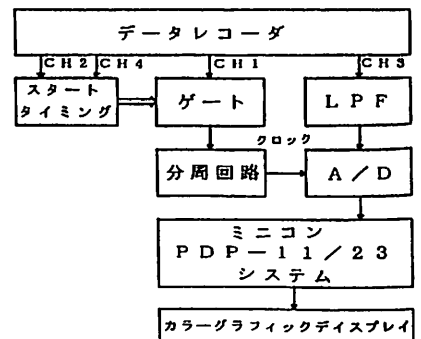 データレコーダ
CH2 CH4 CH1 CH3
スタート
タイミング
ゲート
LPF
クロック
分周回路
A/D
ミニコン
PDP-11/23
システム
カラーグラフィックディスプレイ